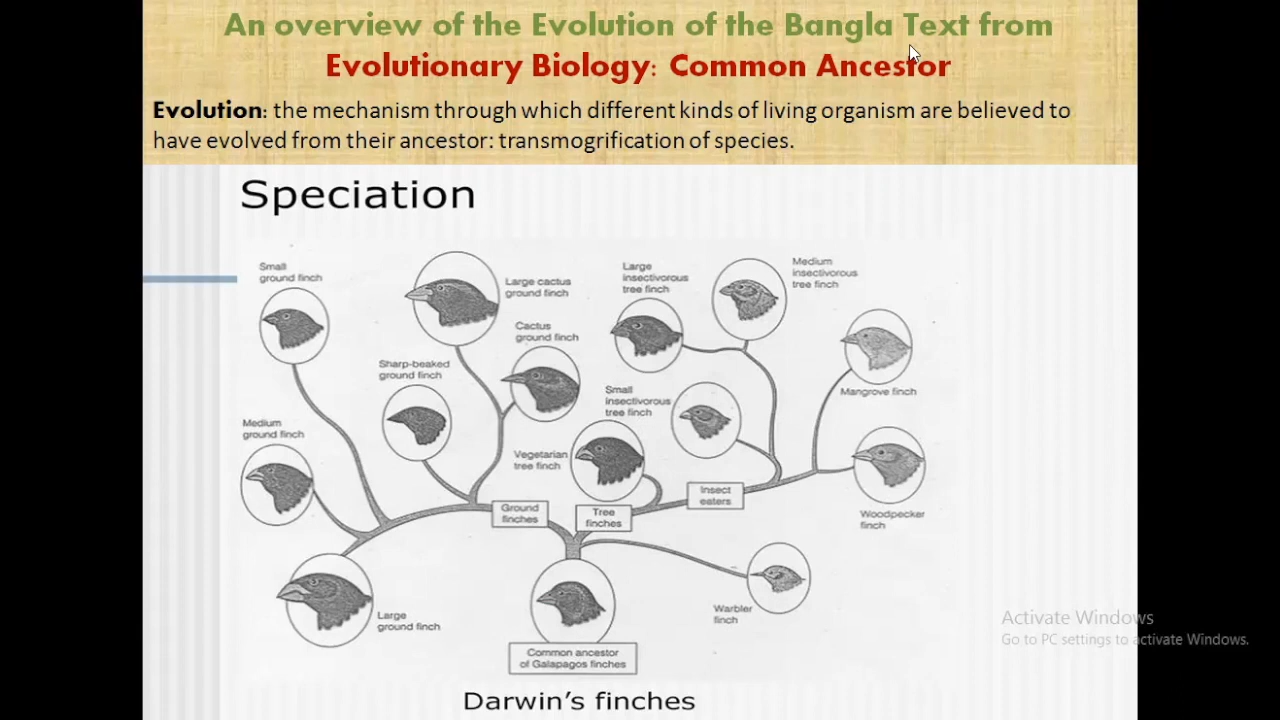 An overview of the Evolution of the Bangla Text from
Evolutionary Biology: Common Ancestor
Evolution: the mechanism through which different kinds of living organism are believed to
have evolved from their ancestor: transmogrification of species.
Speciation
Small
ground finch
Large cactus
ground finch
Large
insectivorous
tree finch
Medium
insectivorous
tree finch
Cactus
ground finch
Sharp-beaked
ground finch
Small
insectivorous
tree finch
Mangrove finch
Medium
ground finch
Vegetarian
tree finch
Insect
eaters
Ground
finches
Tree
finches
Woodpecker
finch
Large
ground finch
Warbler
finch
Common ancestor
of Galapagos finches
Darwin's finches
Activate Windows
Go to PC settings to activate Windows.